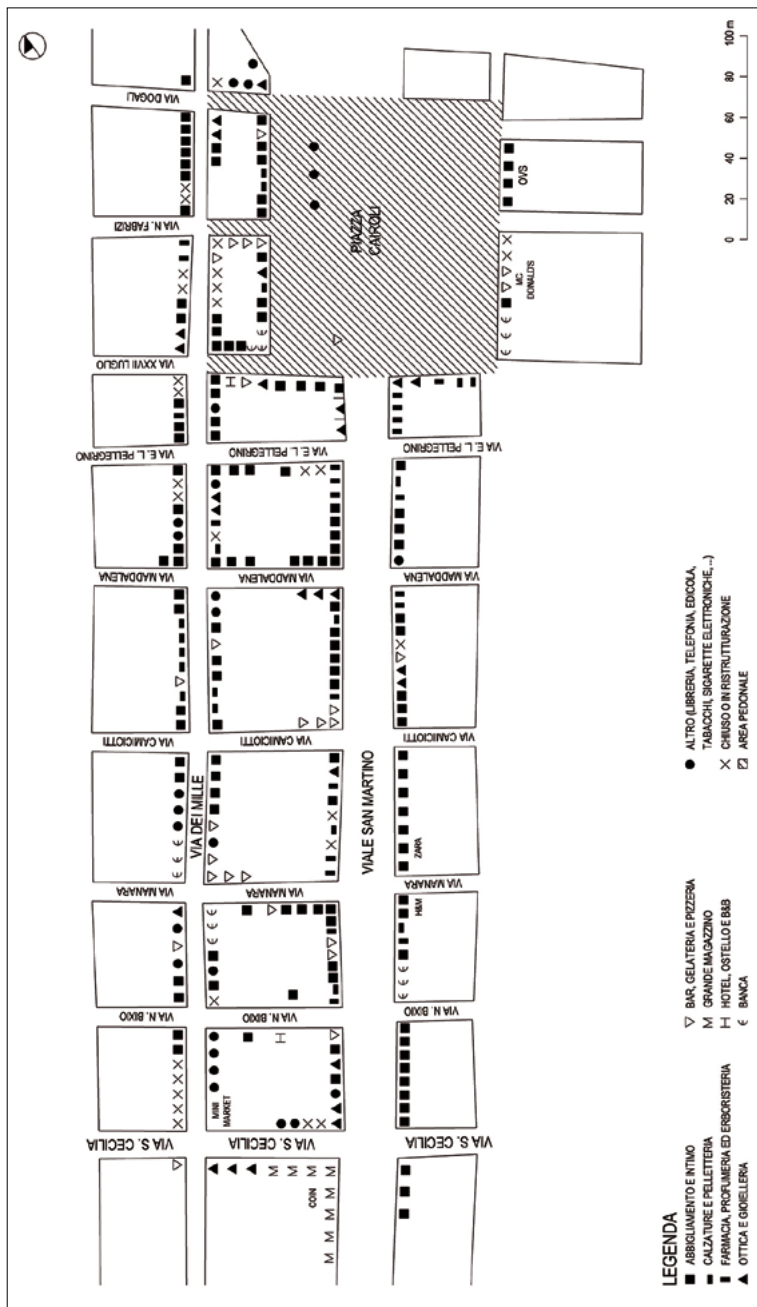 VIA DOGALI
VIA N. FABRIZI
VIA XXVII LUGLIO
VIA E. L. PELLEGRINO
VIA MADDALENA
VIA CAMICIOTTI
VIA MANARA
VIA N. BIXIO
VIA S. CECILIA
VIA DEI MILLE
VIA E. L. PELLEGRINO
VIA MADDALENA
VIA CAMICIOTTI
VIA MANARA
VIA N. BIXIO
VIA S. CECILIA
MINI
MARKET
COIN
PIAZZA
CAIROLI
VIALE SAN MARTINO
VIA E. L. PELLEGRINO
VIA MADDALENA
VIA CAMICIOTTI
VIA MANARA
VIA N. BIXIO
VIA S. CECILIA
OVS
MC
DONALD'S
ZARA
H&M
0 20 40 60 80 100 m
LEGENDA
ABBIGLIAMENTO E INTIMO
CALZATURE E PELLETTERIA
FARMACIA, PROFUMERIA ED ERBORISTERIA
OTTICA E GIOIELLERIA
BAR, GELATERIA E PIZZERIA
M GRANDE MAGAZZINO
H HOTEL, OSTELLO E B&B
€ BANCA
ALTRO (LIBRERIA, TELEFONIA, EDICOLA,
TABACCHI, SIGARETTE ELETTRONICHE, ...)
CHIUSO O IN RISTRUTTURAZIONE
AREA PEDONALE